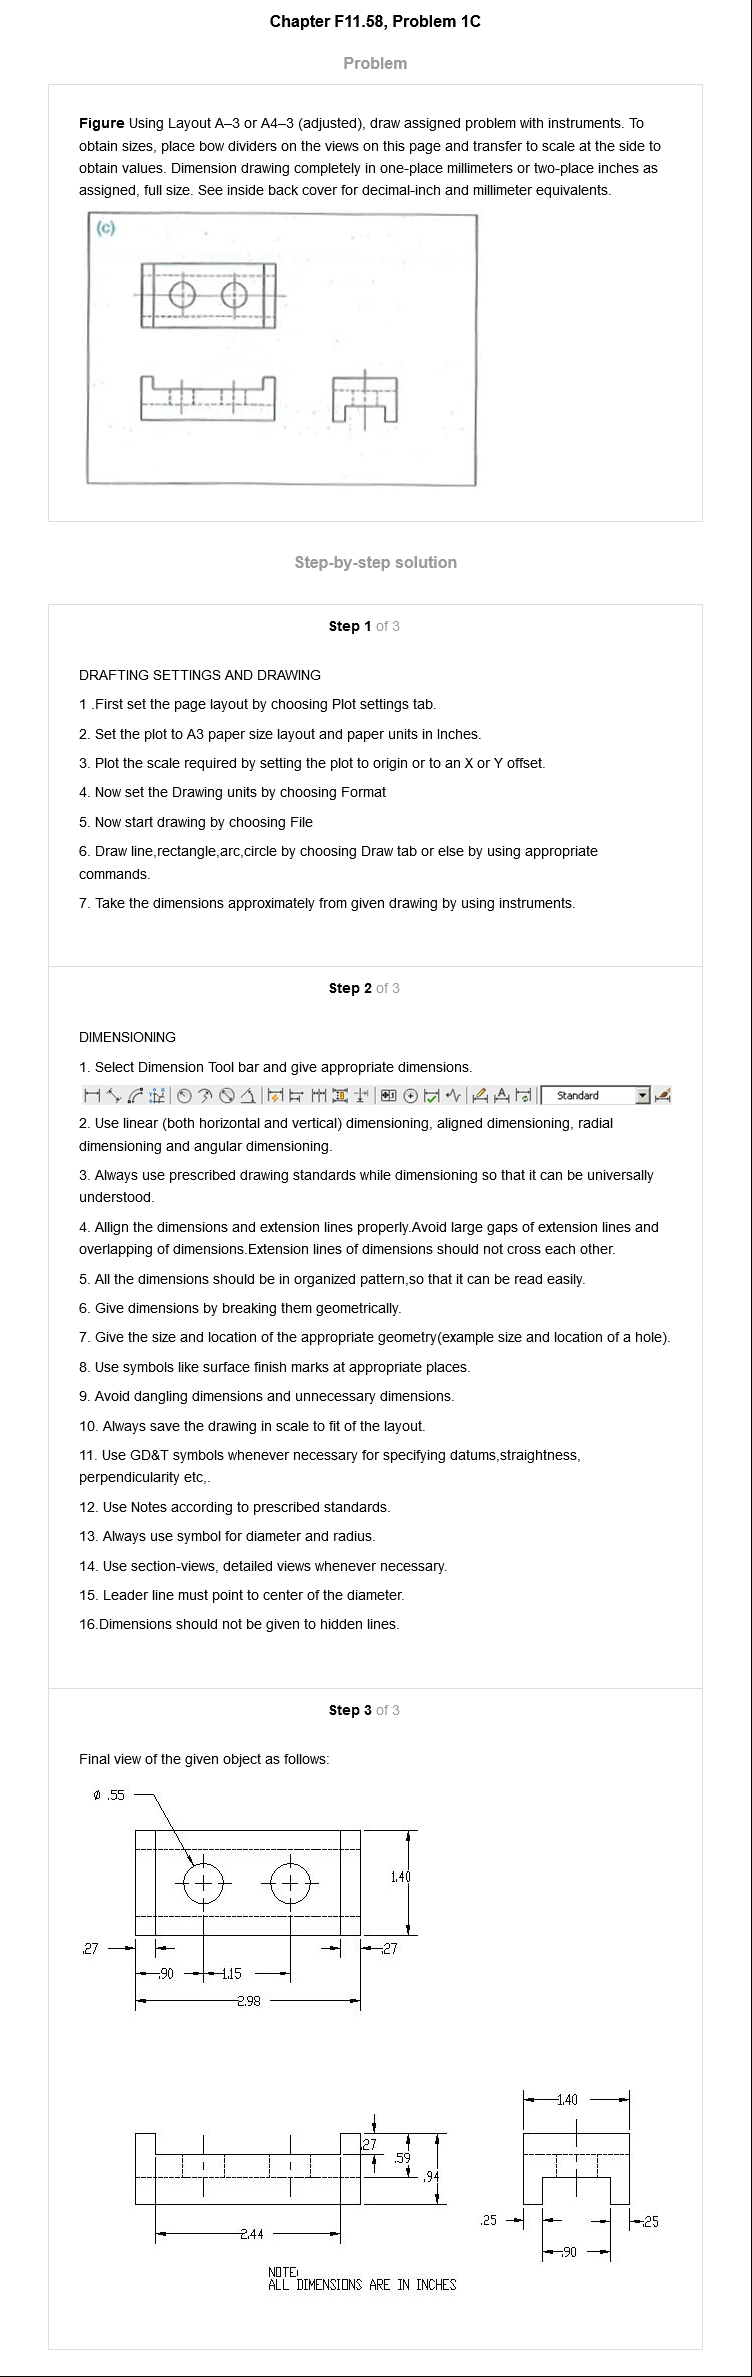 Chapter F11.58, Problem 1C
Problem
Figure Using Layout A–3 or A4–3 (adjusted), draw assigned problem with instruments. To
obtain sizes, place bow dividers on the views on this page and transfer to scale at the side to
obtain values. Dimension drawing completely in one-place millimeters or two-place inches as
assigned, full size. See inside back cover for decimal-inch and millimeter equivalents.
(c)
Step-by-step solution
Step 1 of 3
DRAFTING SETTINGS AND DRAWING
1 .First set the page layout by choosing Plot settings tab.
2. Set the plot to A3 paper size layout and paper units in Inches.
3. Plot the scale required by setting the plot to origin or to an X or Y offset.
4. Now set the Drawing units by choosing Format
5. Now start drawing by choosing File
6. Draw line,rectangle,arc,circle by choosing Draw tab or else by using appropriate
commands.
7. Take the dimensions approximately from given drawing by using instruments.
Step 2 of 3
DIMENSIONING
1. Select Dimension Tool bar and give appropriate dimensions.
Standard
2. Use linear (both horizontal and vertical) dimensioning, aligned dimensioning, radial
dimensioning and angular dimensioning.
3. Always use prescribed drawing standards while dimensioning so that it can be universally
understood.
4. Allign the dimensions and extension lines properly.Avoid large gaps of extension lines and
overlapping of dimensions.Extension lines of dimensions should not cross each other.
5. All the dimensions should be in organized pattern,so that it can be read easily.
6. Give dimensions by breaking them geometrically.
7. Give the size and location of the appropriate geometry(example size and location of a hole).
8. Use symbols like surface finish marks at appropriate places.
9. Avoid dangling dimensions and unnecessary dimensions.
10. Always save the drawing in scale to fit of the layout.
11. Use GD&T symbols whenever necessary for specifying datums,straightness,
perpendicularity etc,.
12. Use Notes according to prescribed standards.
13. Always use symbol for diameter and radius.
14. Use section-views, detailed views whenever necessary.
15. Leader line must point to center of the diameter.
16.Dimensions should not be given to hidden lines.
Step 3 of 3
Final view of the given object as follows:
Ø .55
1.40
.27
.27
.90
1.15
2.98
1.40
.27
.59
.94
.25
.25
2.44
.90
NOTE:
ALL DIMENSIONS ARE IN INCHES